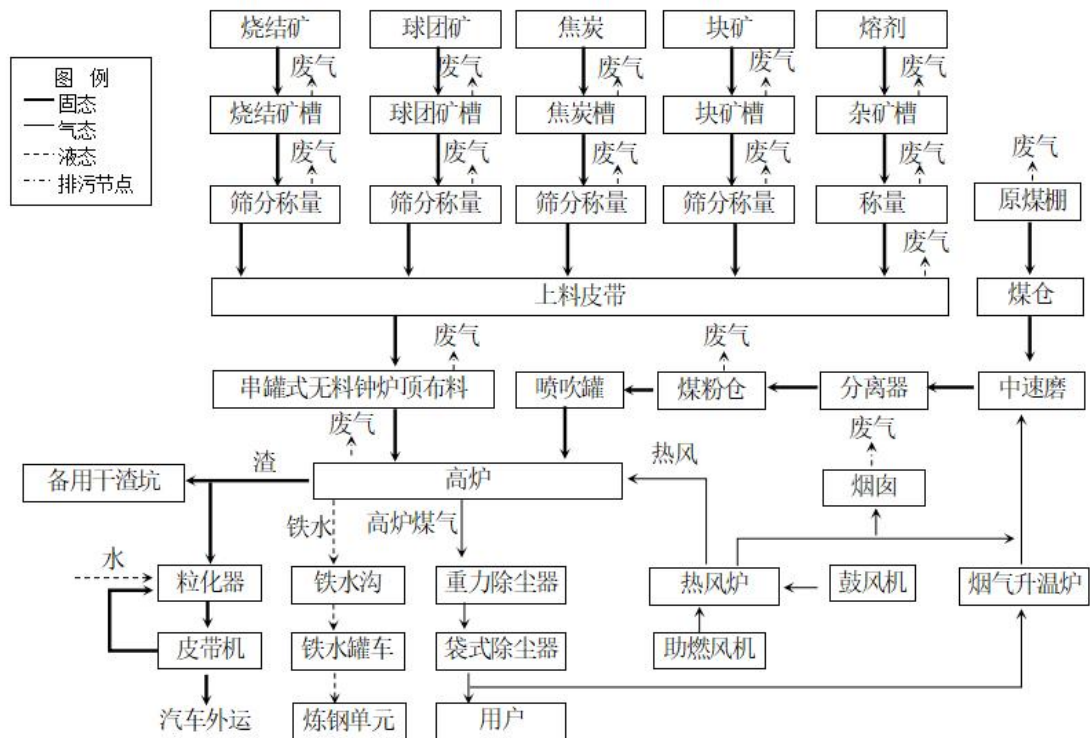 烧结矿 球团矿 焦炭 块矿 熔剂
图 例
固态
气态
液态
排污节点
废气 废气 废气 废气 废气
烧结矿槽 球团矿槽 焦炭槽 块矿槽 杂矿槽
废气 废气 废气 废气 废气 废气
筛分称量 筛分称量 筛分称量 筛分称量 称量 原煤棚
废气
上料皮带 煤仓
废气 废气
串罐式无料钟炉顶布料 喷吹罐 煤粉仓 分离器 中速磨
废气 废气
渣 热风
备用干渣坑 高炉 烟囱
铁水 高炉煤气
水
粒化器 铁水沟 重力除尘器 热风炉 鼓风机 烟气升温炉
皮带机 铁水罐车 袋式除尘器 助燃风机
汽车外运 炼钢单元 用户